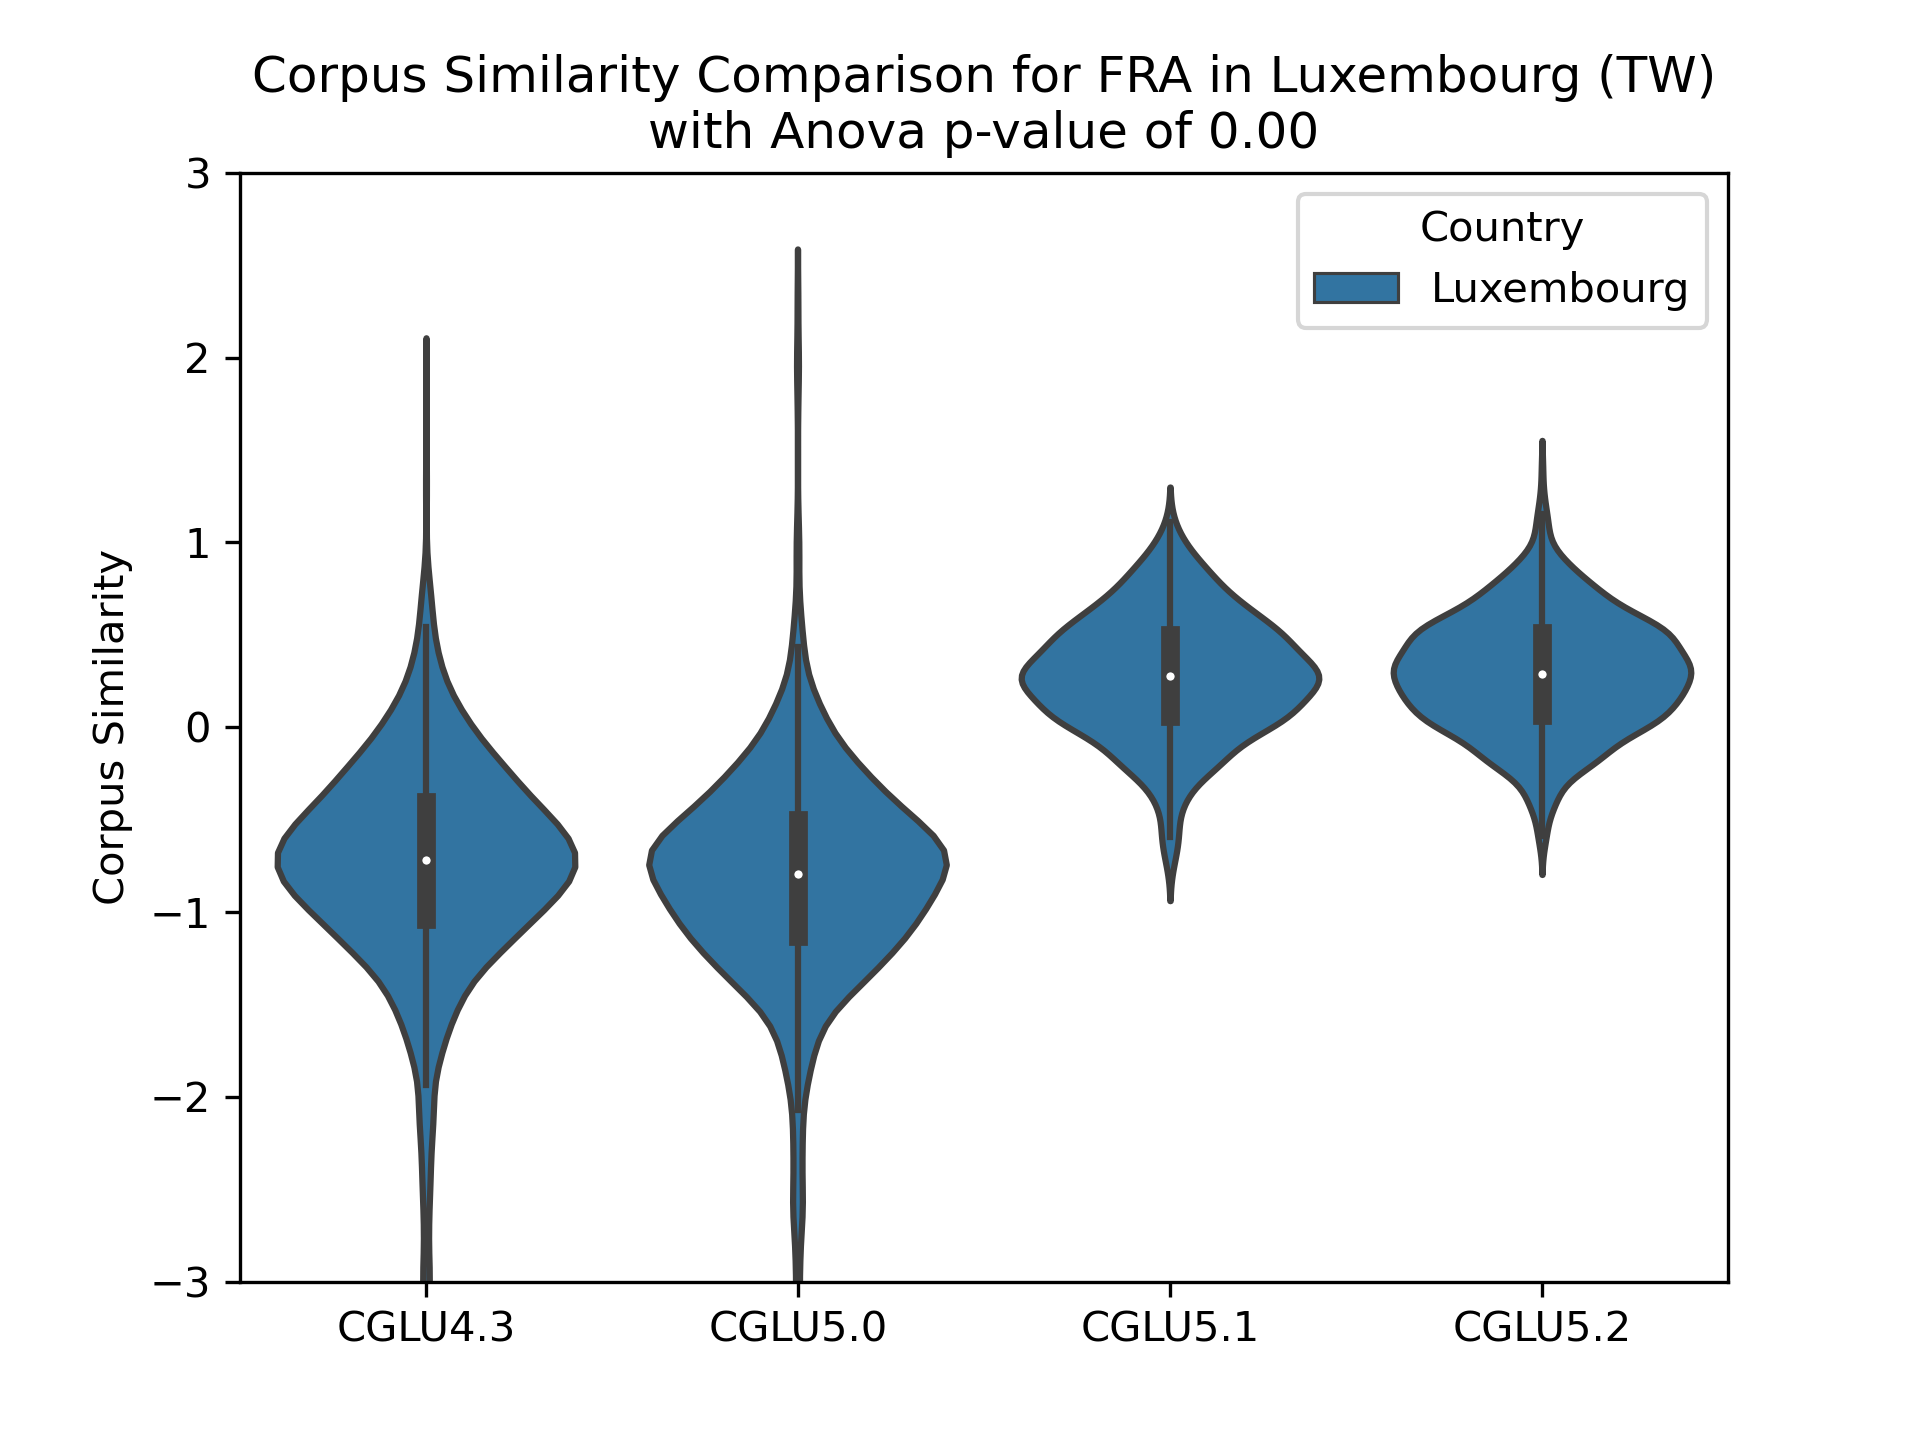 Corpus Similarity Comparison for FRA in Luxembourg (TW)
with Anova p-value of 0.00
Country
Luxembourg
Corpus Similarity
3
2
1
0
−1
−2
−3
CGLU4.3
CGLU5.0
CGLU5.1
CGLU5.2